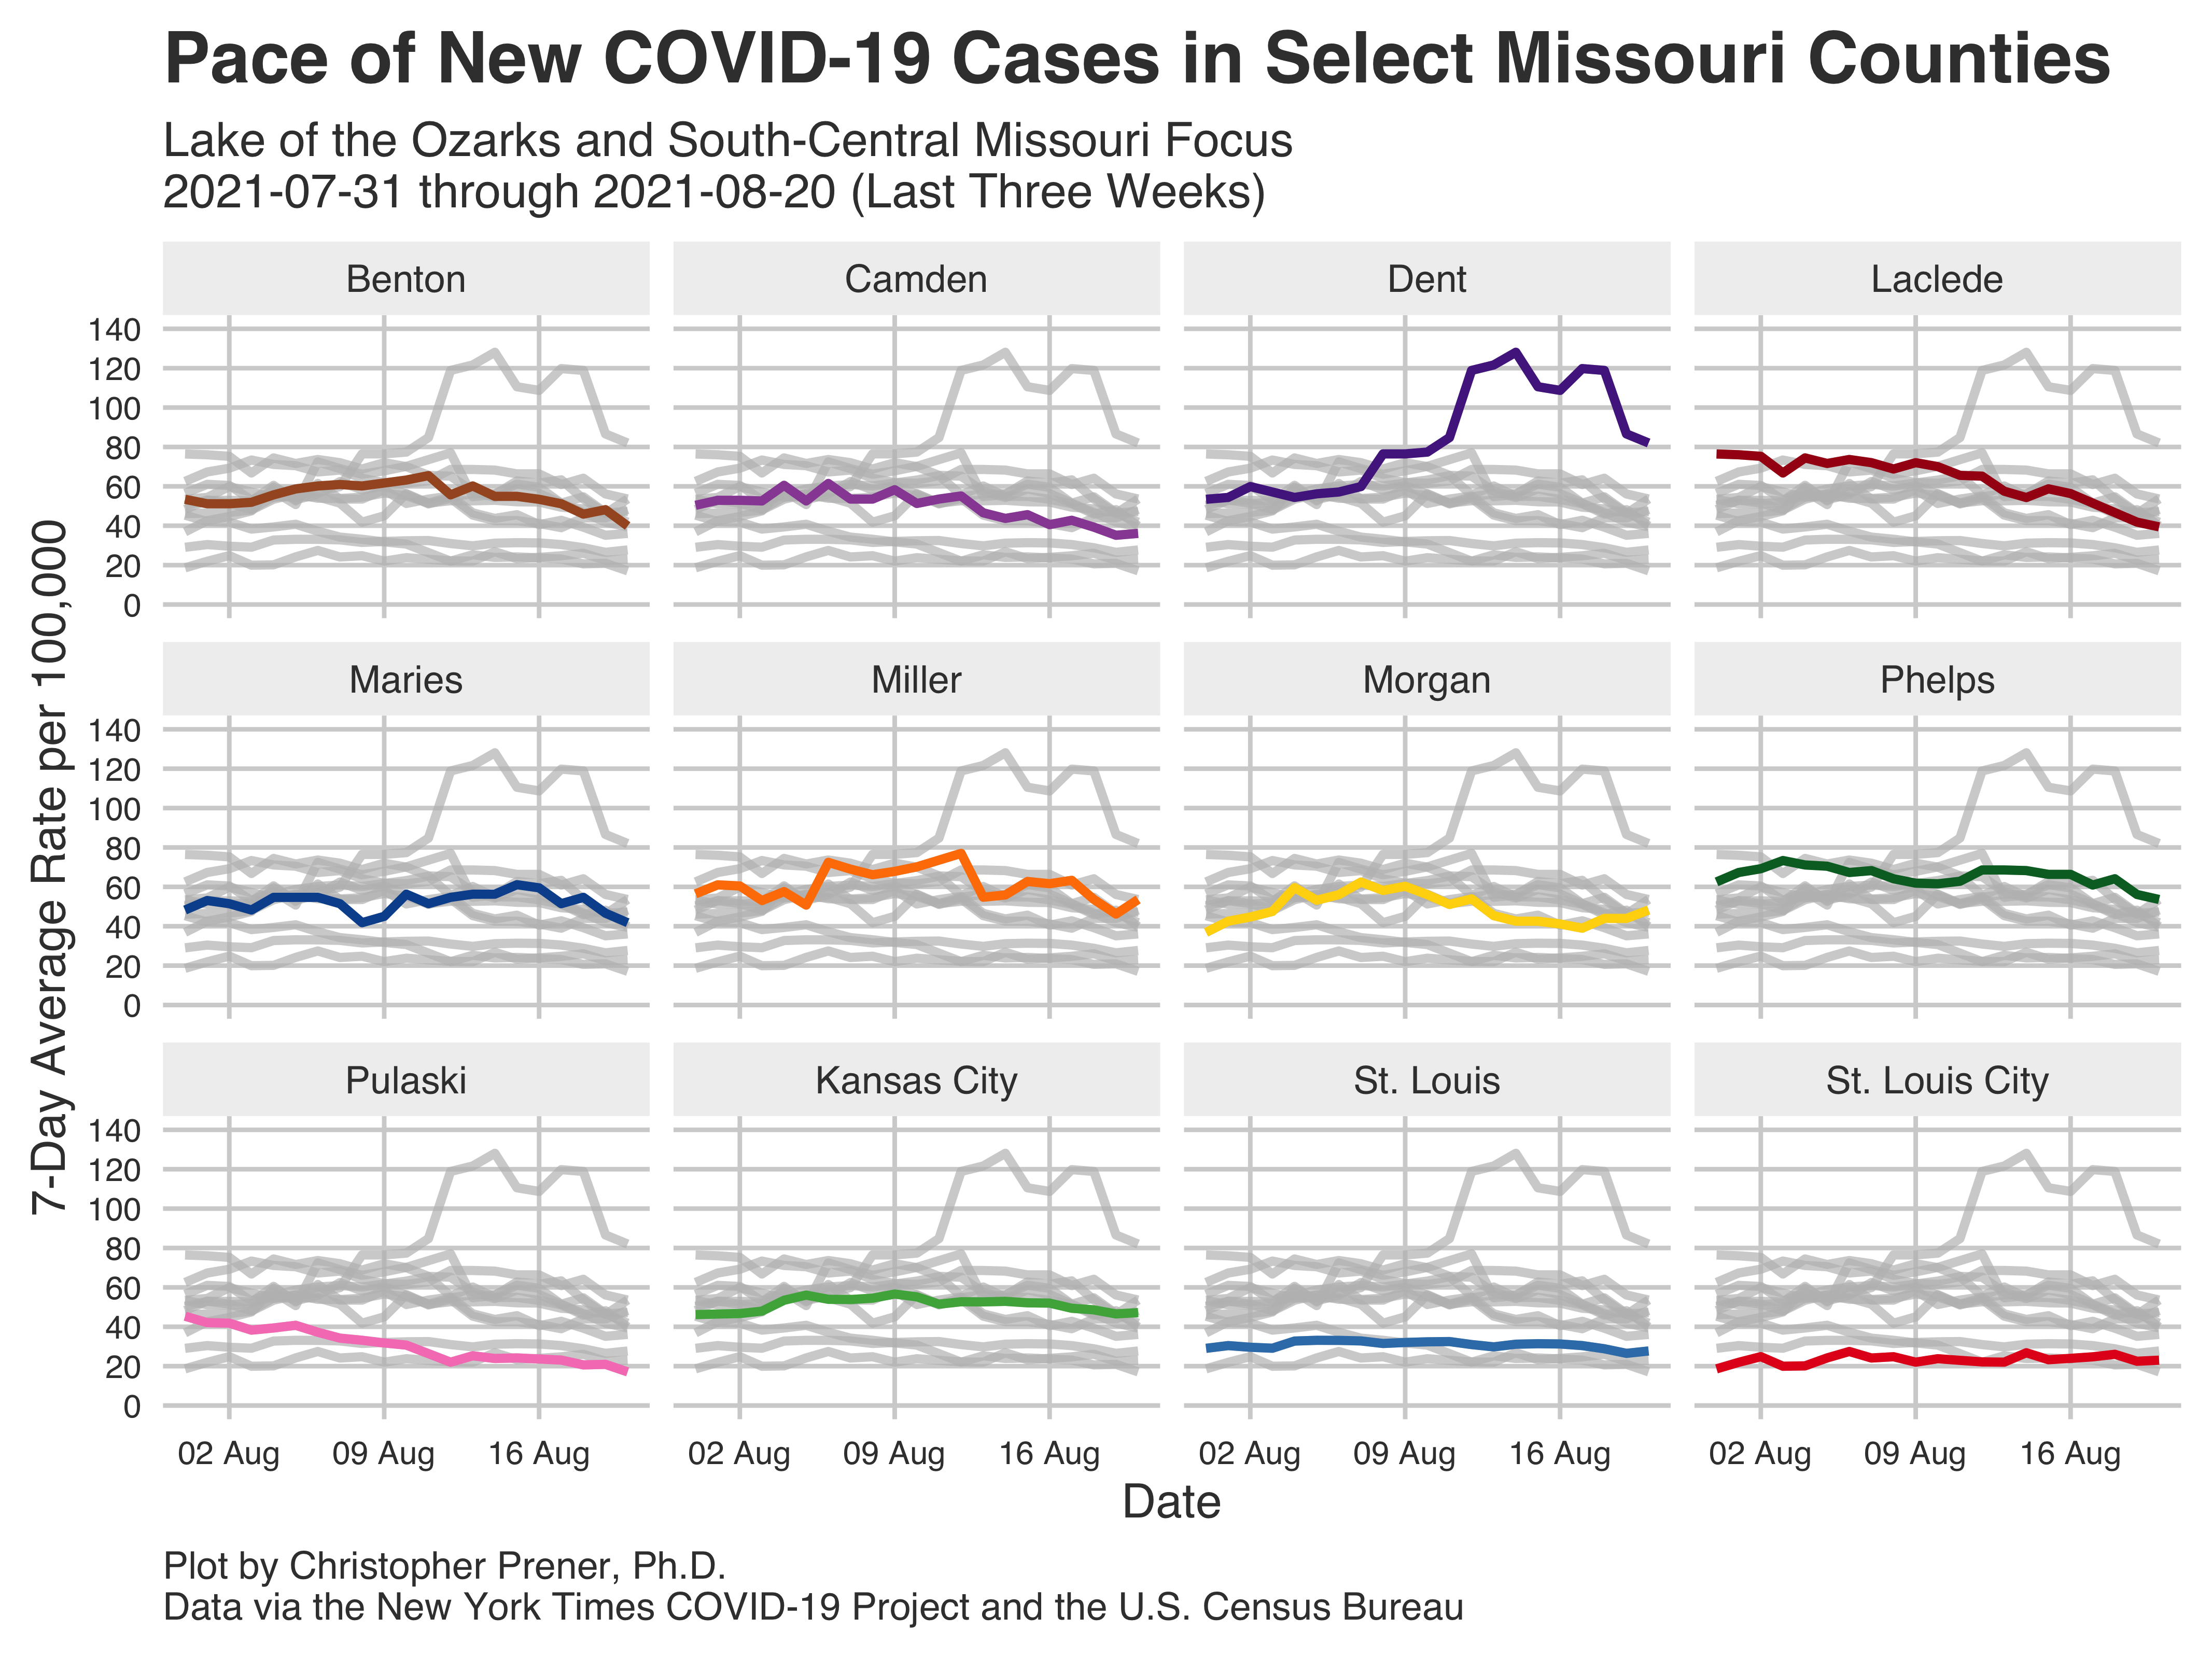 Pace of New COVID-19 Cases in Select Missouri Counties
Lake of the Ozarks and South-Central Missouri Focus
2021-07-31 through 2021-08-20 (Last Three Weeks)
7-Day Average Rate per 100,000
Benton
Camden
Dent
Laclede
140
120
100
80
60
40
20
0
Maries
Miller
Morgan
Phelps
140
120
100
80
60
40
20
0
Pulaski
Kansas City
St. Louis
St. Louis City
140
120
100
80
60
40
20
0
02 Aug 09 Aug 16 Aug
02 Aug 09 Aug 16 Aug
02 Aug 09 Aug 16 Aug
02 Aug 09 Aug 16 Aug
Date
Plot by Christopher Prener, Ph.D.
Data via the New York Times COVID-19 Project and the U.S. Census Bureau